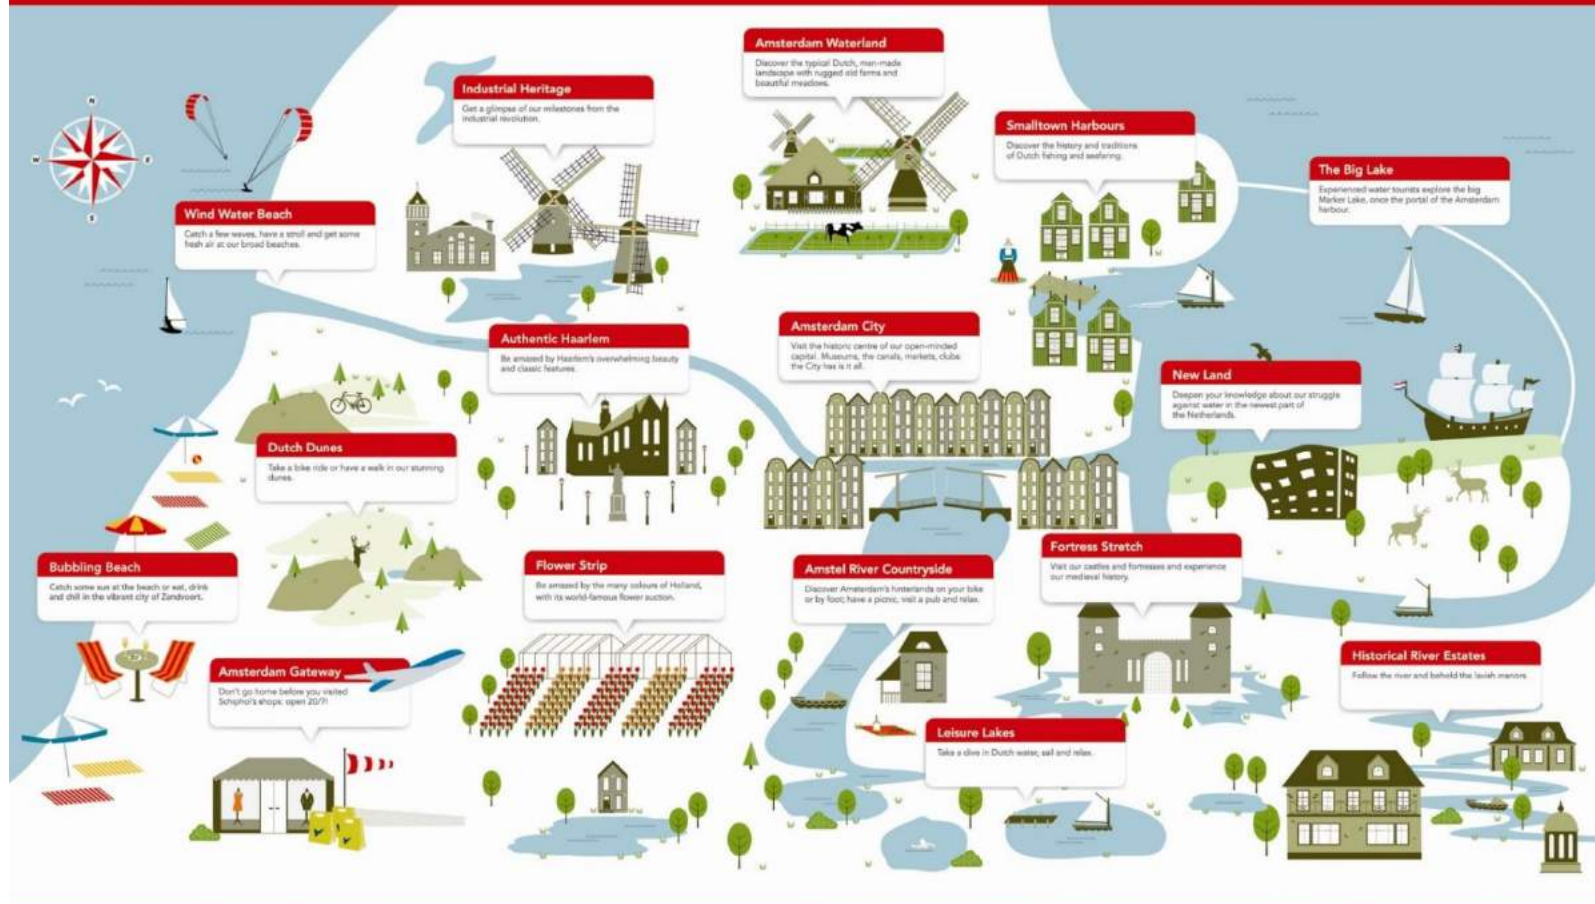 Amsterdam Waterland
Discover the typical Dutch, man-made
landscape with rugged old farms and
beautiful meadows.
Industrial Heritage
Get a glimpse of our milestones from the
industrial revolution.
Smalltown Harbours
Discover the history and traditions
of Dutch fishing and seafaring.
The Big Lake
Experienced water tourists explore the big
Marker Lake, once the portal of the Amsterdam
harbour.
N
W
E
S
Wind Water Beach
Catch a few waves, have a stroll and get some
fresh air at our broad beaches.
Authentic Haarlem
Be amazed by Haarlem's overwhelming beauty
and classic features.
Amsterdam City
Visit the historic centre of our open-minded
capital. Museums, the canals, markets, clubs
the City has is it all.
New Land
Deepen your knowledge about our struggle
against water in the newest part of
the Netherlands.
Dutch Dunes
Take a bike ride or have a walk in our stunning
dunes.
Bubbling Beach
Catch some sun at the beach or eat, drink
and chill in the vibrant city of Zandvoort.
Flower Strip
Be amazed by the many colours of Holland,
with its world-famous flower auction.
Amstel River Countryside
Discover Amsterdam's hinterlands on your bike
or by foot; have a picnic, visit a pub and relax.
Fortress Stretch
Visit our castles and fortresses and experience
our medieval history.
Amsterdam Gateway
Don't go home before you visited
Schiphol's shops: open 20/7!
Historical River Estates
Follow the river and behold the lavish manors
Leisure Lakes
Take a dive in Dutch water, sail and relax.